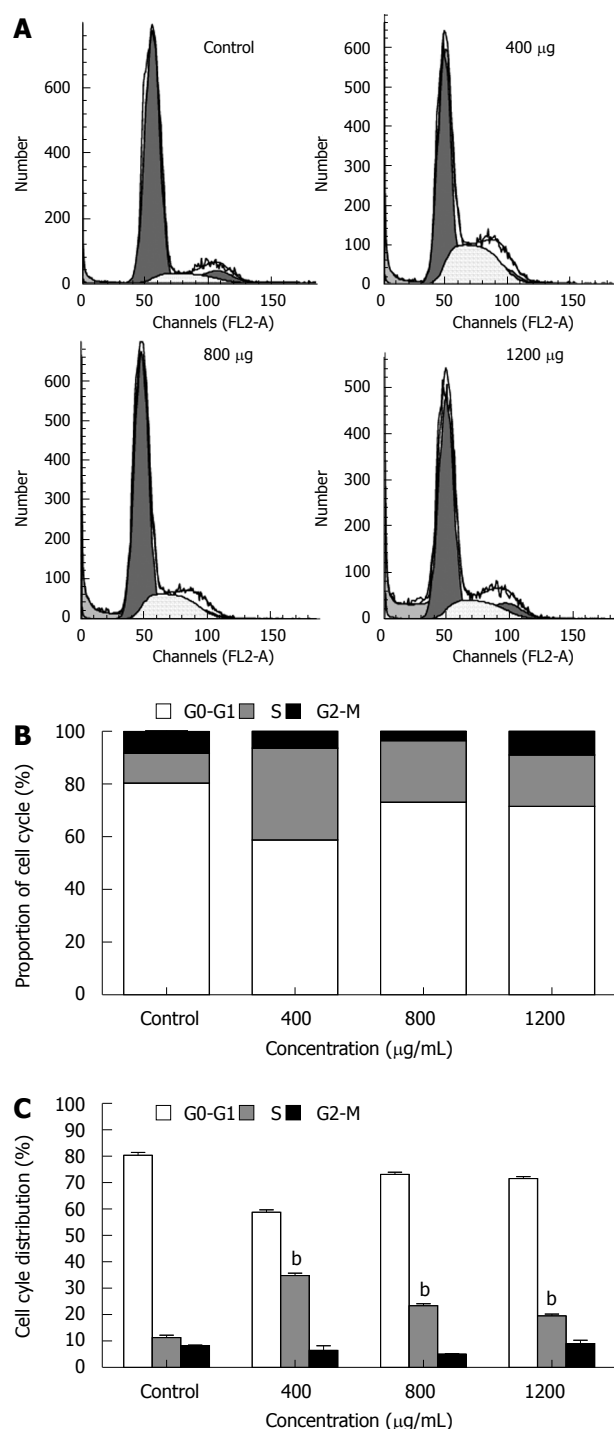 A
Control
600
400
200
0
Number
0 50 100 150
Channels (FL2-A)
400 μg
600
500
400
300
200
100
0
Number
0 50 100 150
Channels (FL2-A)
800 μg
600
500
400
300
200
100
0
Number
0 50 100 150
Channels (FL2-A)
1200 μg
500
400
300
200
100
0
Number
0 50 100 150
Channels (FL2-A)
B
G0-G1 S G2-M
100
80
60
40
20
0
Proportion of cell cycle (%)
Control 400 800 1200
Concentration (μg/mL)
C
G0-G1 S G2-M
100
90
80
70
60
50
40
30
20
10
0
Cell cyle distribution (%)
b
b
b
Control 400 800 1200
Concentration (μg/mL)